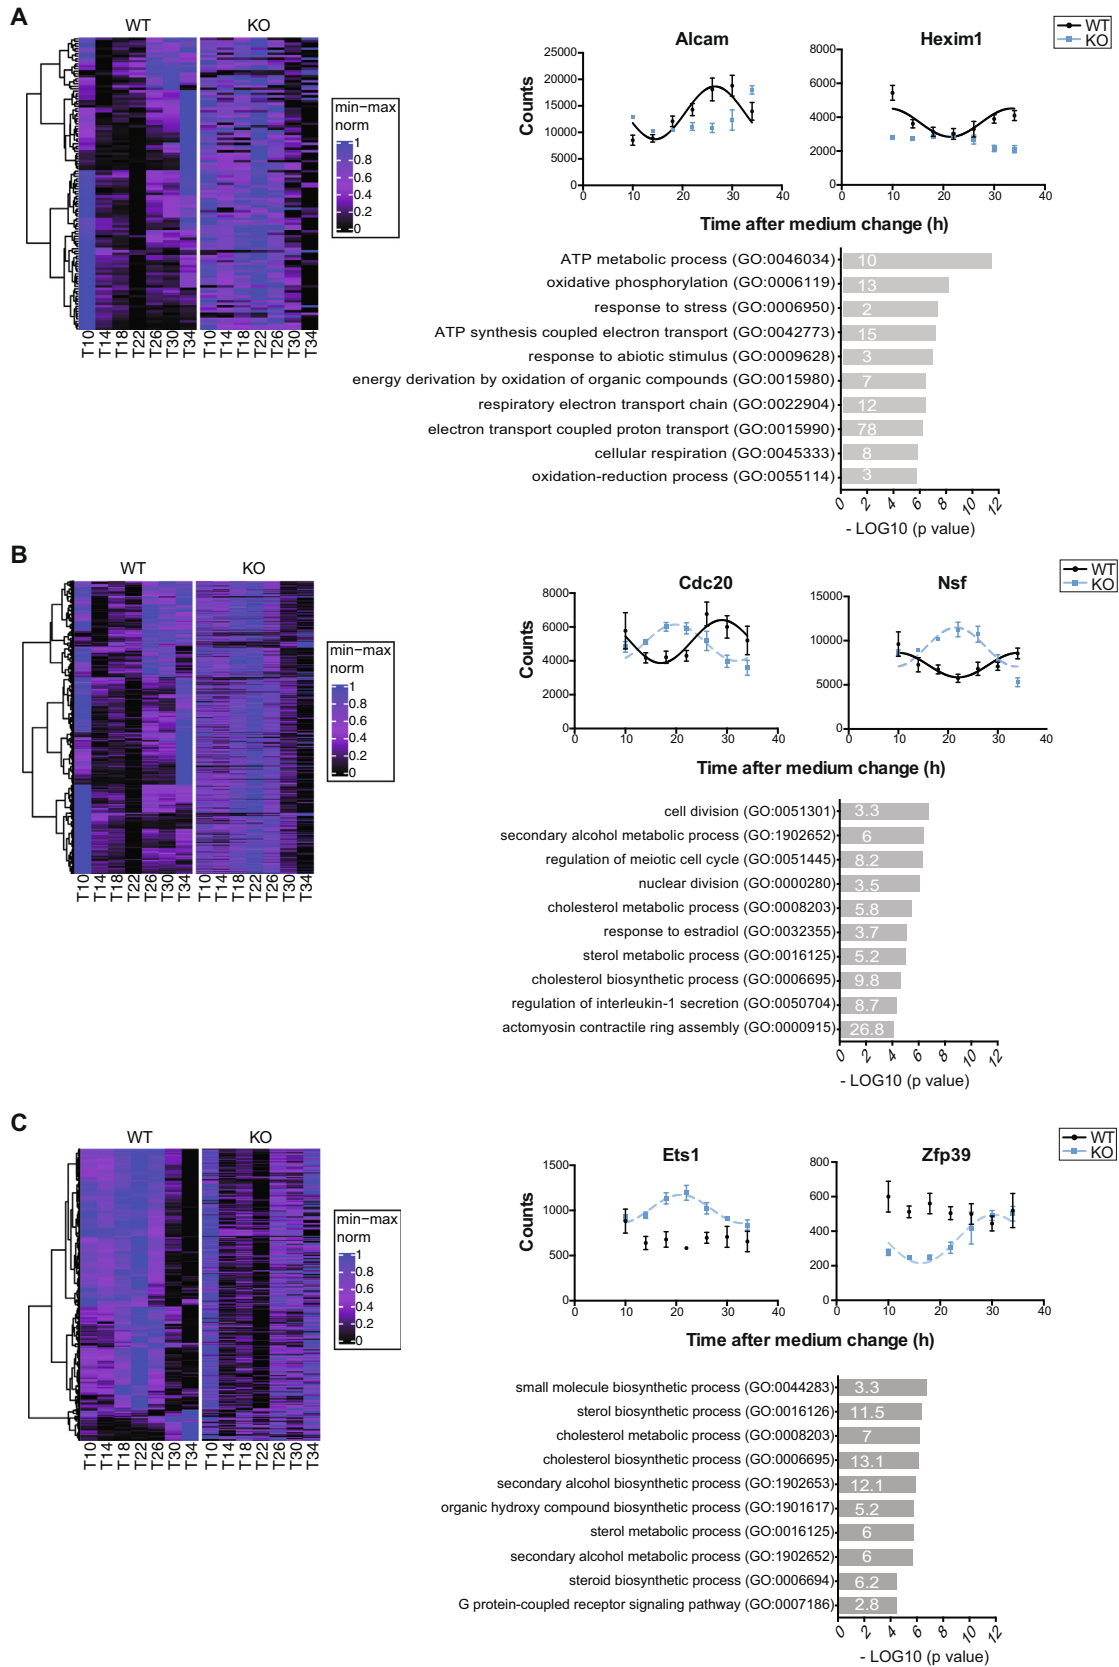 A
WT KO
min-max
norm
1
0.8
0.6
0.4
0.2
0
T10 T14 T18 T22 T26 T30 T34 T10 T14 T18 T22 T26 T30 T34
Alcam
Counts
25000
20000
15000
10000
5000
0
0 10 20 30 40
Hexim1
8000
6000
4000
2000
0
0 10 20 30 40
WT
KO
Time after medium change (h)
ATP metabolic process (GO:0046034) 10
oxidative phosphorylation (GO:0006119) 13
response to stress (GO:0006950) 2
ATP synthesis coupled electron transport (GO:0042773) 15
response to abiotic stimulus (GO:0009628) 3
energy derivation by oxidation of organic compounds (GO:0015980) 7
respiratory electron transport chain (GO:0022904) 12
electron transport coupled proton transport (GO:0015990) 78
cellular respiration (GO:0045333) 8
oxidation-reduction process (GO:0055114) 3
0 2 4 6 8 10 12
- LOG10 (p value)
B
WT KO
min-max
norm
1
0.8
0.6
0.4
0.2
0
T10 T14 T18 T22 T26 T30 T34 T10 T14 T18 T22 T26 T30 T34
Cdc20
Counts
8000
6000
4000
2000
0
0 10 20 30 40
Nsf
15000
10000
5000
0
0 10 20 30 40
WT
KO
Time after medium change (h)
cell division (GO:0051301) 3.3
secondary alcohol metabolic process (GO:1902652) 6
regulation of meiotic cell cycle (GO:0051445) 8.2
nuclear division (GO:0000280) 3.5
cholesterol metabolic process (GO:0008203) 5.8
response to estradiol (GO:0032355) 3.7
sterol metabolic process (GO:0016125) 5.2
cholesterol biosynthetic process (GO:0006695) 9.8
regulation of interleukin-1 secretion (GO:0050704) 8.7
actomyosin contractile ring assembly (GO:0000915) 26.8
0 2 4 6 8 10 12
- LOG10 (p value)
C
WT KO
min-max
norm
1
0.8
0.6
0.4
0.2
0
T10 T14 T18 T22 T26 T30 T34 T10 T14 T18 T22 T26 T30 T34
Ets1
Counts
1500
1000
500
0
0 10 20 30 40
Zfp39
800
600
400
200
0
0 10 20 30 40
WT
KO
Time after medium change (h)
small molecule biosynthetic process (GO:0044283) 3.3
sterol biosynthetic process (GO:0016126) 11.5
cholesterol metabolic process (GO:0008203) 7
cholesterol biosynthetic process (GO:0006695) 13.1
secondary alcohol biosynthetic process (GO:1902653) 12.1
organic hydroxy compound biosynthetic process (GO:1901617) 5.2
sterol metabolic process (GO:0016125) 6
secondary alcohol metabolic process (GO:1902652) 6
steroid biosynthetic process (GO:0006694) 6.2
G protein-coupled receptor signaling pathway (GO:0007186) 2.8
0 2 4 6 8 10 12
- LOG10 (p value)